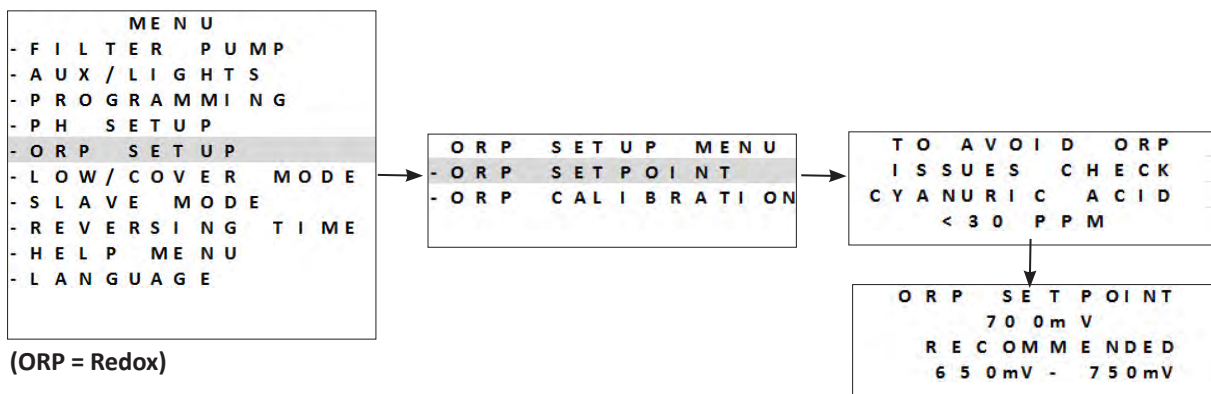 MENU
- FILTER PUMP
- AUX/LIGHTS
- PROGRAMMING
- PH SETUP
- ORP SETUP
- LOW/COVER MODE
- SLAVE MODE
- REVERSING TIME
- HELP MENU
- LANGUAGE
(ORP = Redox)
ORP SETUP MENU
- ORP SETPOINT
- ORP CALIBRATION
TO AVOID ORP
ISSUES CHECK
CYANURIC ACID
<30 PPM
ORP SETPOINT
700mV
RECOMMENDED
650mV - 750mV